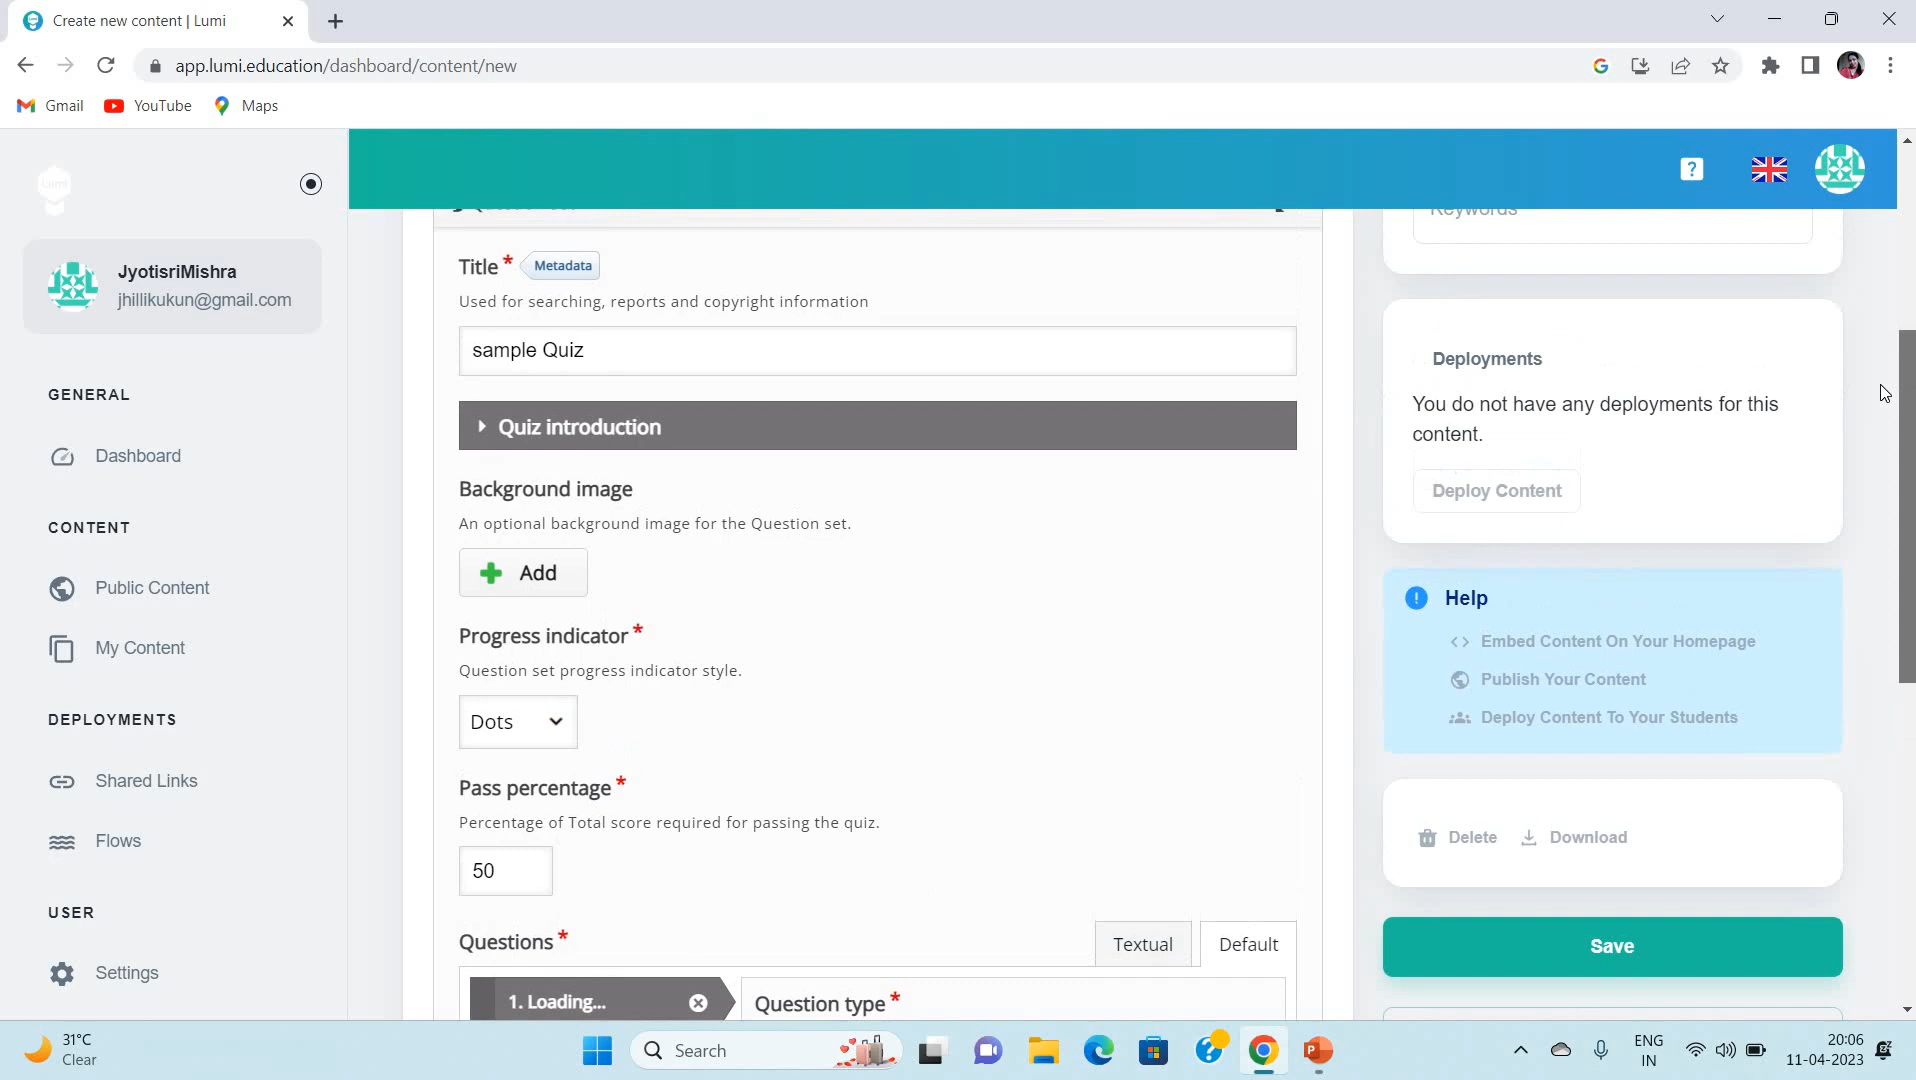 Create new content | Lumi
app.lumi.education/dashboard/content/new
Gmail
YouTube
Maps
JyotisriMishra
jhillikukun@gmail.com
GENERAL
Dashboard
CONTENT
Public Content
My Content
DEPLOYMENTS
Shared Links
Flows
USER
Settings
Title * Metadata
Used for searching, reports and copyright information
sample Quiz
Quiz introduction
Background image
An optional background image for the Question set.
Add
Progress indicator *
Question set progress indicator style.
Dots
Pass percentage *
Percentage of Total score required for passing the quiz.
50
Questions *
Textual
Default
1. Loading...
Question type *
Keywords
Deployments
You do not have any deployments for this
content.
Deploy Content
Help
<> Embed Content On Your Homepage
Publish Your Content
Deploy Content To Your Students
Delete
Download
Save
31°C
Clear
Search
ENG
IN
20:06
11-04-2023